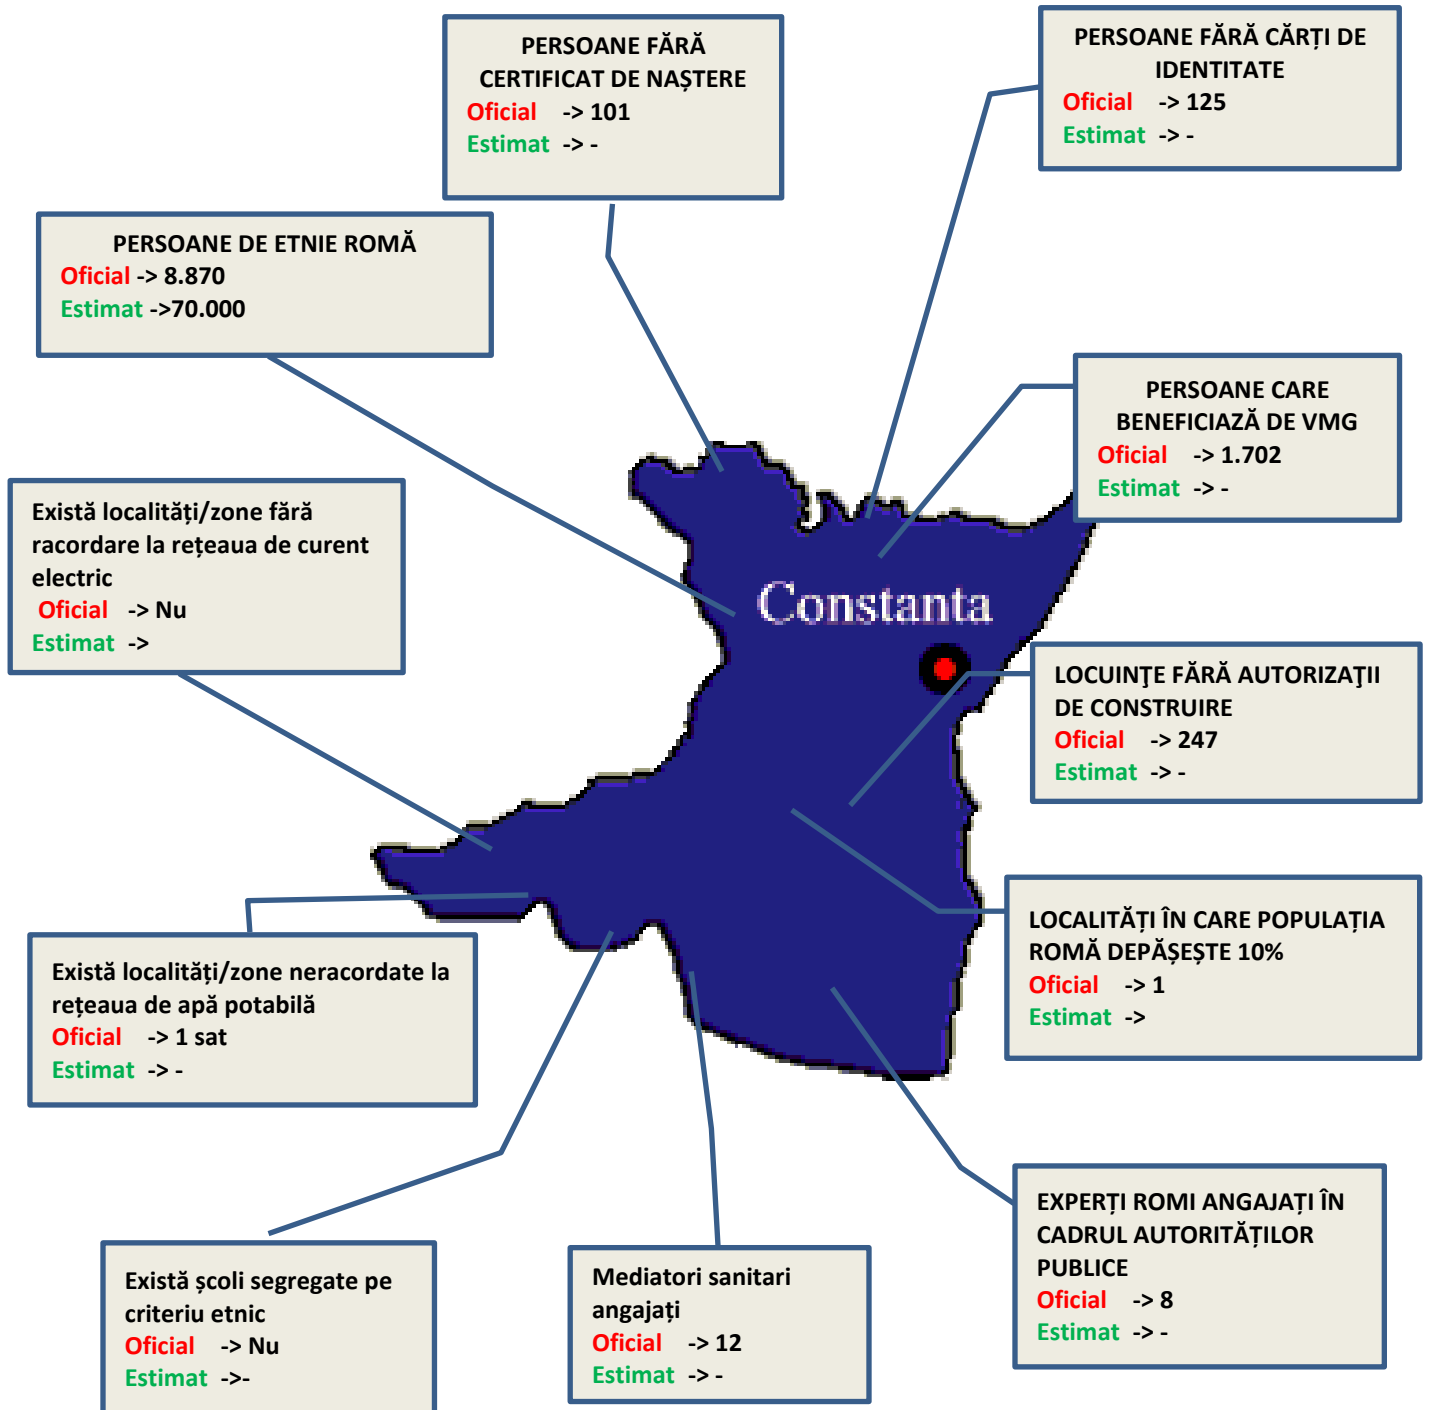 PERSOANE FĂRĂ
CERTIFICAT DE NAȘTERE
Oficial -> 101
Estimat -> -
PERSOANE FĂRĂ CĂRȚI DE
IDENTITATE
Oficial -> 125
Estimat -> -
PERSOANE DE ETNIE ROMĂ
Oficial -> 8.870
Estimat ->70.000
PERSOANE CARE
BENEFICIAZĂ DE VMG
Oficial -> 1.702
Estimat -> -
Există localități/zone fără
racordare la rețeaua de curent
electric
Oficial -> Nu
Estimat ->
Constanta
LOCUINŢE FĂRĂ AUTORIZAŢII
DE CONSTRUIRE
Oficial -> 247
Estimat -> -
LOCALITĂȚI ÎN CARE POPULAȚIA
ROMĂ DEPĂȘEȘTE 10%
Oficial -> 1
Estimat ->
Există localități/zone neracordate la
rețeaua de apă potabilă
Oficial -> 1 sat
Estimat -> -
EXPERȚI ROMI ANGAJAȚI ÎN
CADRUL AUTORITĂȚILOR
PUBLICE
Oficial -> 8
Estimat -> -
Există școli segregate pe
criteriu etnic
Oficial -> Nu
Estimat ->-
Mediatori sanitari
angajați
Oficial -> 12
Estimat -> -